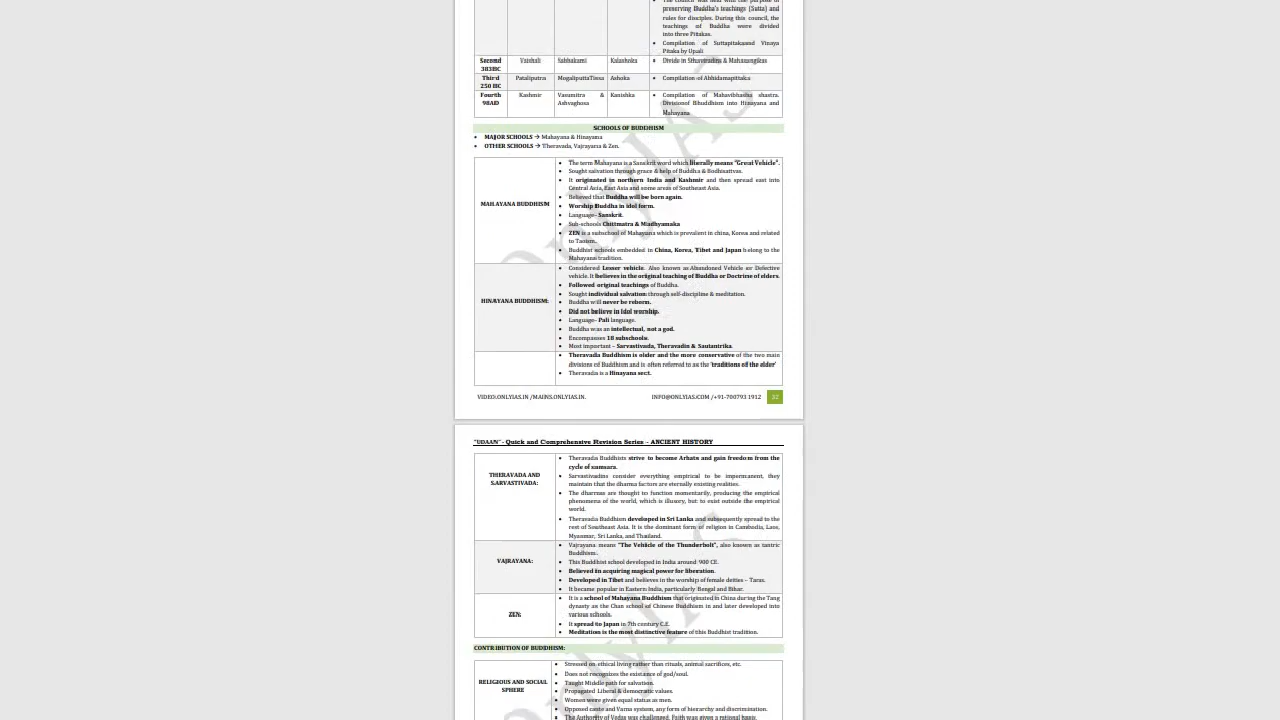 The council was held with the purpose of
preserving Buddha's teachings (Sutta) and
rules for disciples. During this council, the
teachings of Buddha were divided
into three Pitakas.
• Compilation of Suttapitakaand Vinaya
Pitaka by Upali
Second 383BC Vaishali Sabbakami Kalashoka • Divide in Sthaviradins & Mahasangikas
Third 250 BC Pataliputra MogaliputtaTissa Ashoka • Compilation of Abhidamapittaka
Fourth 98AD Kashmir Vasumitra & Ashvaghosa Kanishka • Compilation of Mahavibhasha shastra.
Divisionof Bhuddhism into Hinayana and
Mahayana
SCHOOLS OF BUDDHISM
• MAJOR SCHOOLS → Mahayana & Hinayana
• OTHER SCHOOLS → Theravada, Vajrayana & Zen.
MAHAYANA BUDDHISM
• The term Mahayana is a Sanskrit word which literally means "Great Vehicle".
• Sought salvation through grace & help of Buddha & Bodhisattvas.
• It originated in northern India and Kashmir and then spread east into
Central Asia, East Asia and some areas of Southeast Asia.
• Believed that Buddha will be born again.
• Worship Buddha in idol form.
• Language– Sanskrit.
• Sub-schools Chittmatra & Madhyamaka
• ZEN is a subschool of Mahayana which is prevalent in china, Korea and related
to Taoism.
• Buddhist schools embedded in China, Korea, Tibet and Japan belong to the
Mahayana tradition.
HINAYANA BUDDHISM:
• Considered Lesser vehicle: Also known as Abandoned Vehicle or Defective
vehicle. It believes in the original teaching of Buddha or Doctrine of elders.
• Followed original teachings of Buddha.
• Sought individual salvation through self-discipline & meditation.
• Buddha will never be reborn.
• Did not believe in Idol worship.
• Language– Pali language.
• Buddha was an intellectual, not a god.
• Encompasses 18 subschools.
• Most important – Sarvastivada, Theravadin & Sautantrika.
• Theravada Buddhism is older and the more conservative of the two main
divisions of Buddhism and is often referred to as the 'traditions of the elder'
• Theravada is a Hinayana sect.
VIDEO.ONLYIAS.IN /MAINS.ONLYIAS.IN. INFO@ONLYIAS.COM /+91-700793 1912 32
"UDAAN"- Quick and Comprehensive Revision Series – ANCIENT HISTORY
THERAVADA AND
SARVASTIVADA:
• Theravada Buddhists strive to become Arhats and gain freedom from the
cycle of samsara.
• Sarvastivadins consider everything empirical to be impermanent, they
maintain that the dharma factors are eternally existing realities.
• The dharmas are thought to function momentarily, producing the empirical
phenomena of the world, which is illusory, but to exist outside the empirical
world.
• Theravada Buddhism developed in Sri Lanka and subsequently spread to the
rest of Southeast Asia. It is the dominant form of religion in Cambodia, Laos,
Myanmar, Sri Lanka, and Thailand.
VAJRAYANA:
• Vajrayana means "The Vehicle of the Thunderbolt", also known as tantric
Buddhism.
• This Buddhist school developed in India around 900 CE.
• Believed in acquiring magical power for liberation.
• Developed in Tibet and believes in the worship of female deities – Taras.
• It became popular in Eastern India, particularly Bengal and Bihar.
ZEN:
• It is a school of Mahayana Buddhism that originated in China during the Tang
dynasty as the Chan school of Chinese Buddhism in and later developed into
various schools.
• It spread to Japan in 7th century C.E.
• Meditation is the most distinctive feature of this Buddhist tradition.
CONTRIBUTION OF BUDDHISM:
RELIGIOUS AND SOCIAL
SPHERE
• Stressed on ethical living rather than rituals, animal sacrifices, etc.
• Does not recognizes the existance of god/soul.
• Taught Middle path for salvation.
• Propagated Liberal & democratic values.
• Women were given equal status as men.
• Opposed caste and Varna system, any form of hierarchy and discrimination.
• The Authority of Vedas was challenged. Faith was given a rational basis.
OnlyIAS
OnlyIAS